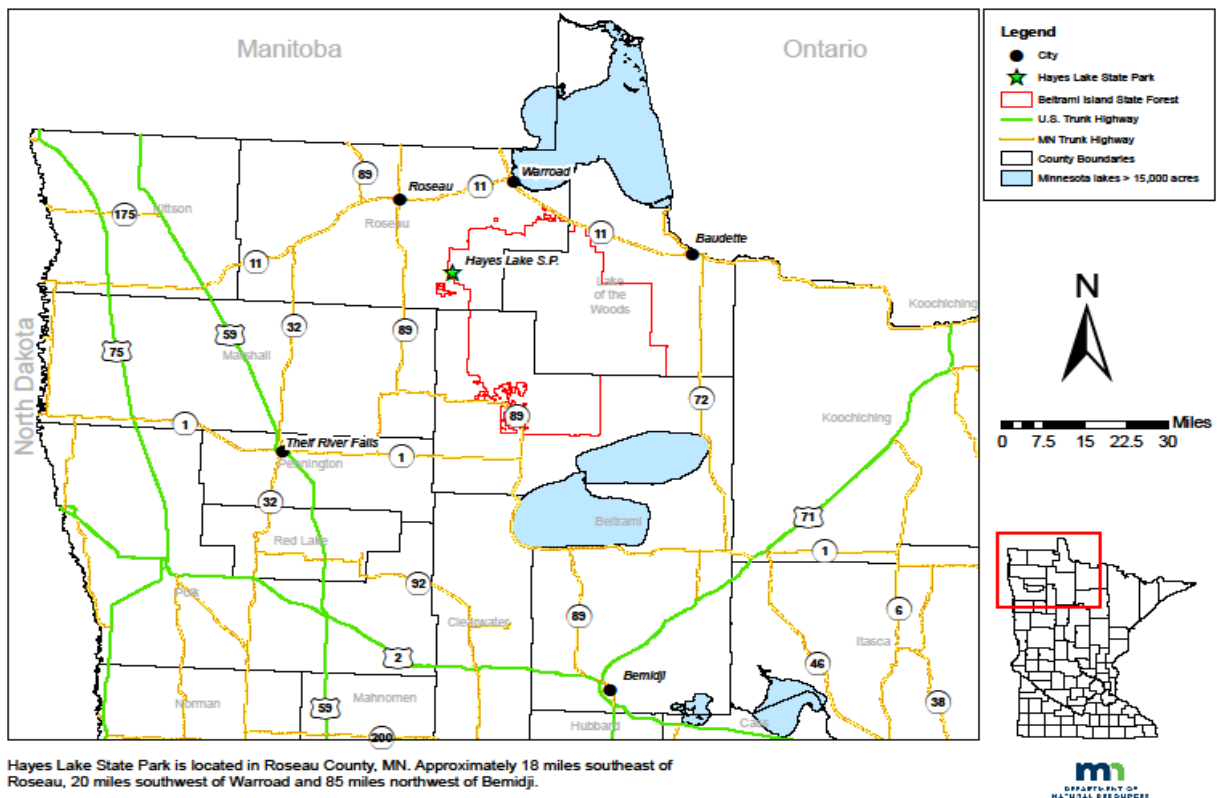 Manitoba
Ontario
Legend
City
Hayes Lake State Park
Beltrami Island State Forest
U.S. Trunk Highway
MN Trunk Highway
County Boundaries
Minnesota lakes > 15,000 acres
89
Roseau
11
Warroad
175
Kittson
Roseau
11
Baudette
11
Hayes Lake S.P.
Lake
of the
Woods
N
Koochiching
North Dakota
75
59
32
89
Marshall
72
89
Koochiching
0 7.5 15 22.5 30 Miles
1
Thief River Falls
Pennington
1
32
Red Lake
Beltrami
71
1
92
Polk
Clearwater
89
6
Itasca
2
Bemidji
46
Norman
59
Mahnomen
38
200
Hubbard
Cass
Hayes Lake State Park is located in Roseau County, MN. Approximately 18 miles southeast of
Roseau, 20 miles southwest of Warroad and 85 miles northwest of Bemidji.
mn
DEPARTMENT OF
NATURAL RESOURCES